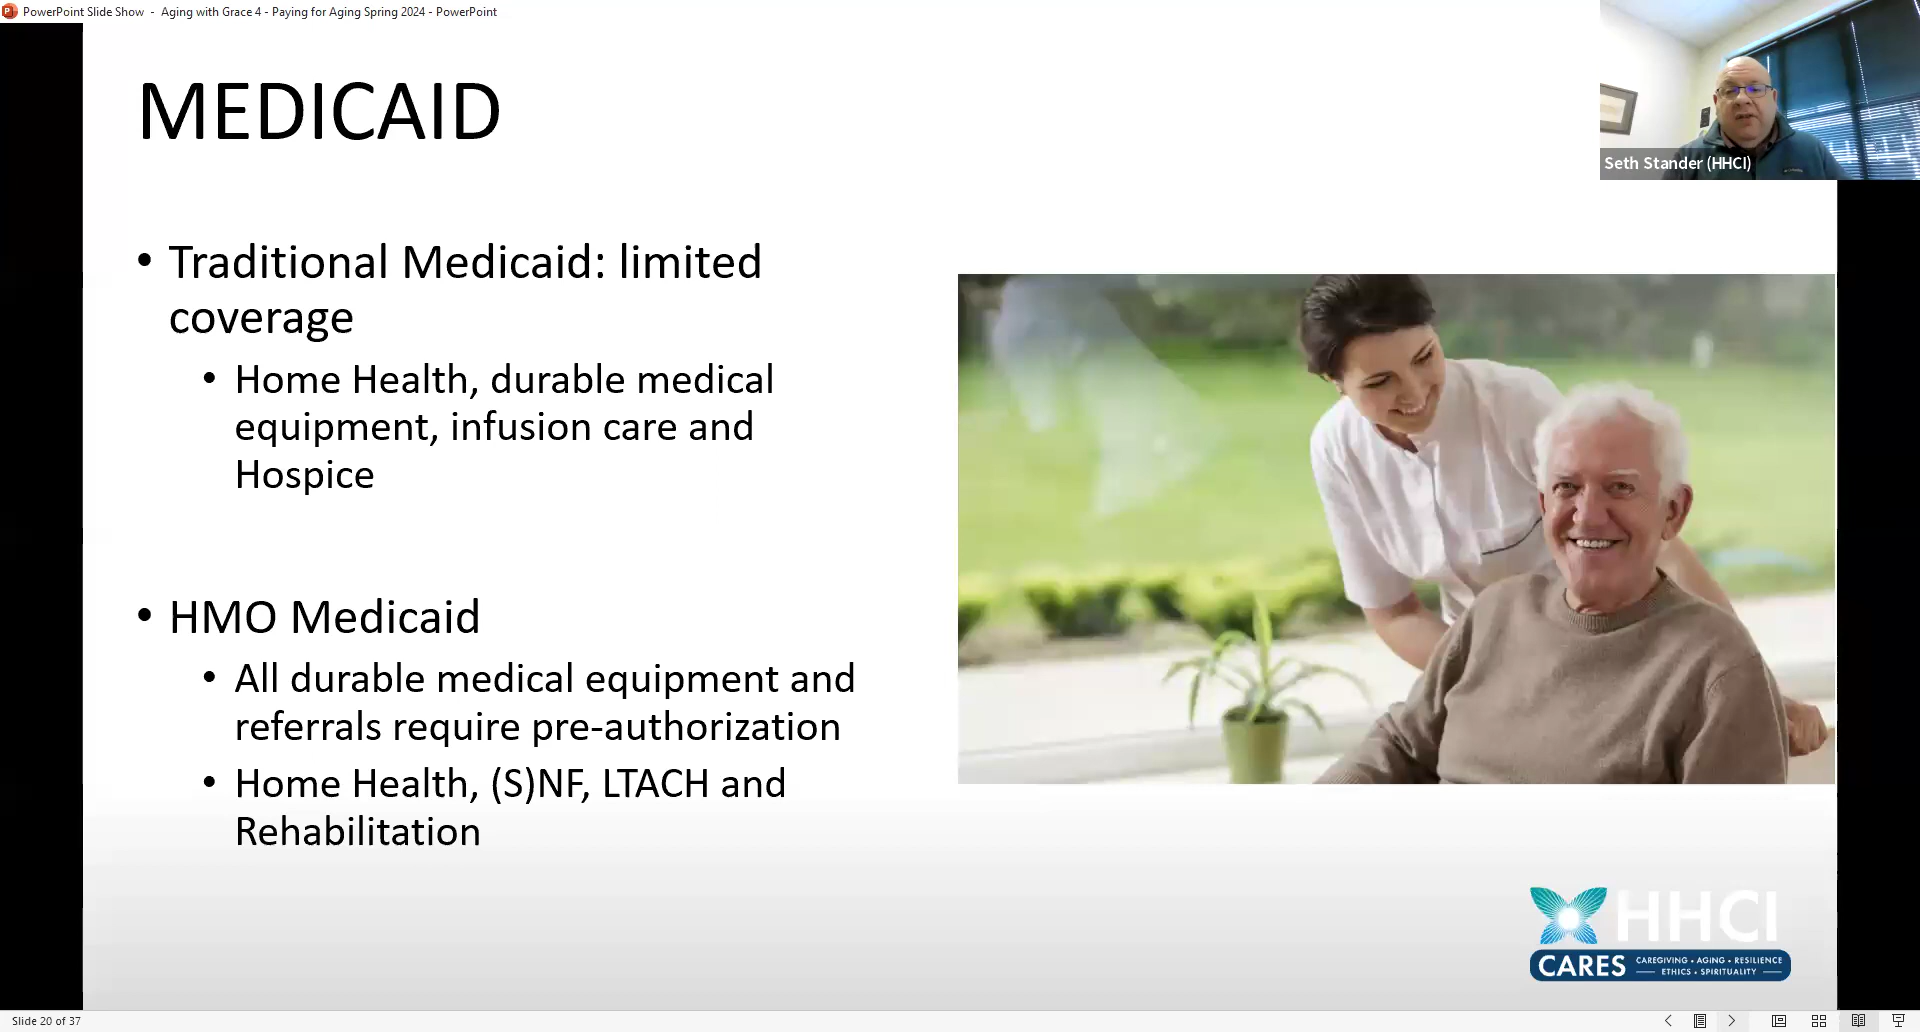 PowerPoint Slide Show - Aging with Grace 4 - Paying for Aging Spring 2024 - PowerPoint
Seth Stander (HHCI)
MEDICAID
• Traditional Medicaid: limited
coverage
• Home Health, durable medical
equipment, infusion care and
Hospice
• HMO Medicaid
• All durable medical equipment and
referrals require pre-authorization
• Home Health, (S)NF, LTACH and
Rehabilitation
HHCI
CARES
CAREGIVING • AGING • RESILIENCE
ETHICS • SPIRITUALITY
Slide 20 of 37